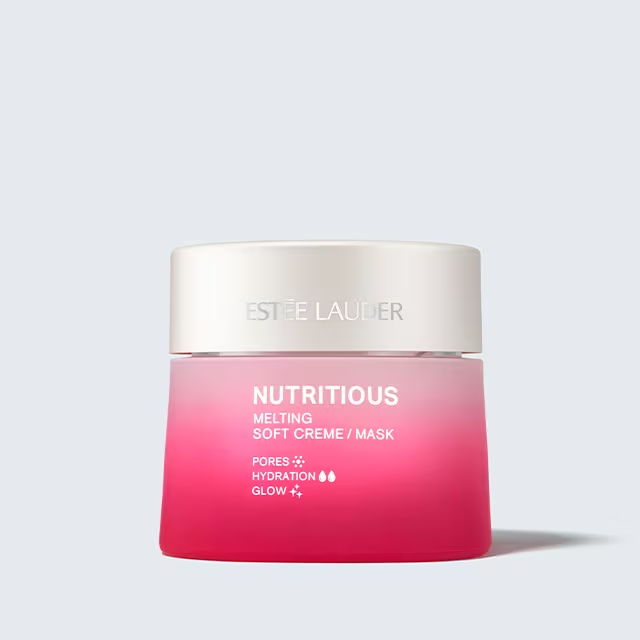 ESTĒE LAUDER
NUTRITIOUS
MELTING
SOFT CREME / MASK
PORES
HYDRATION
GLOW